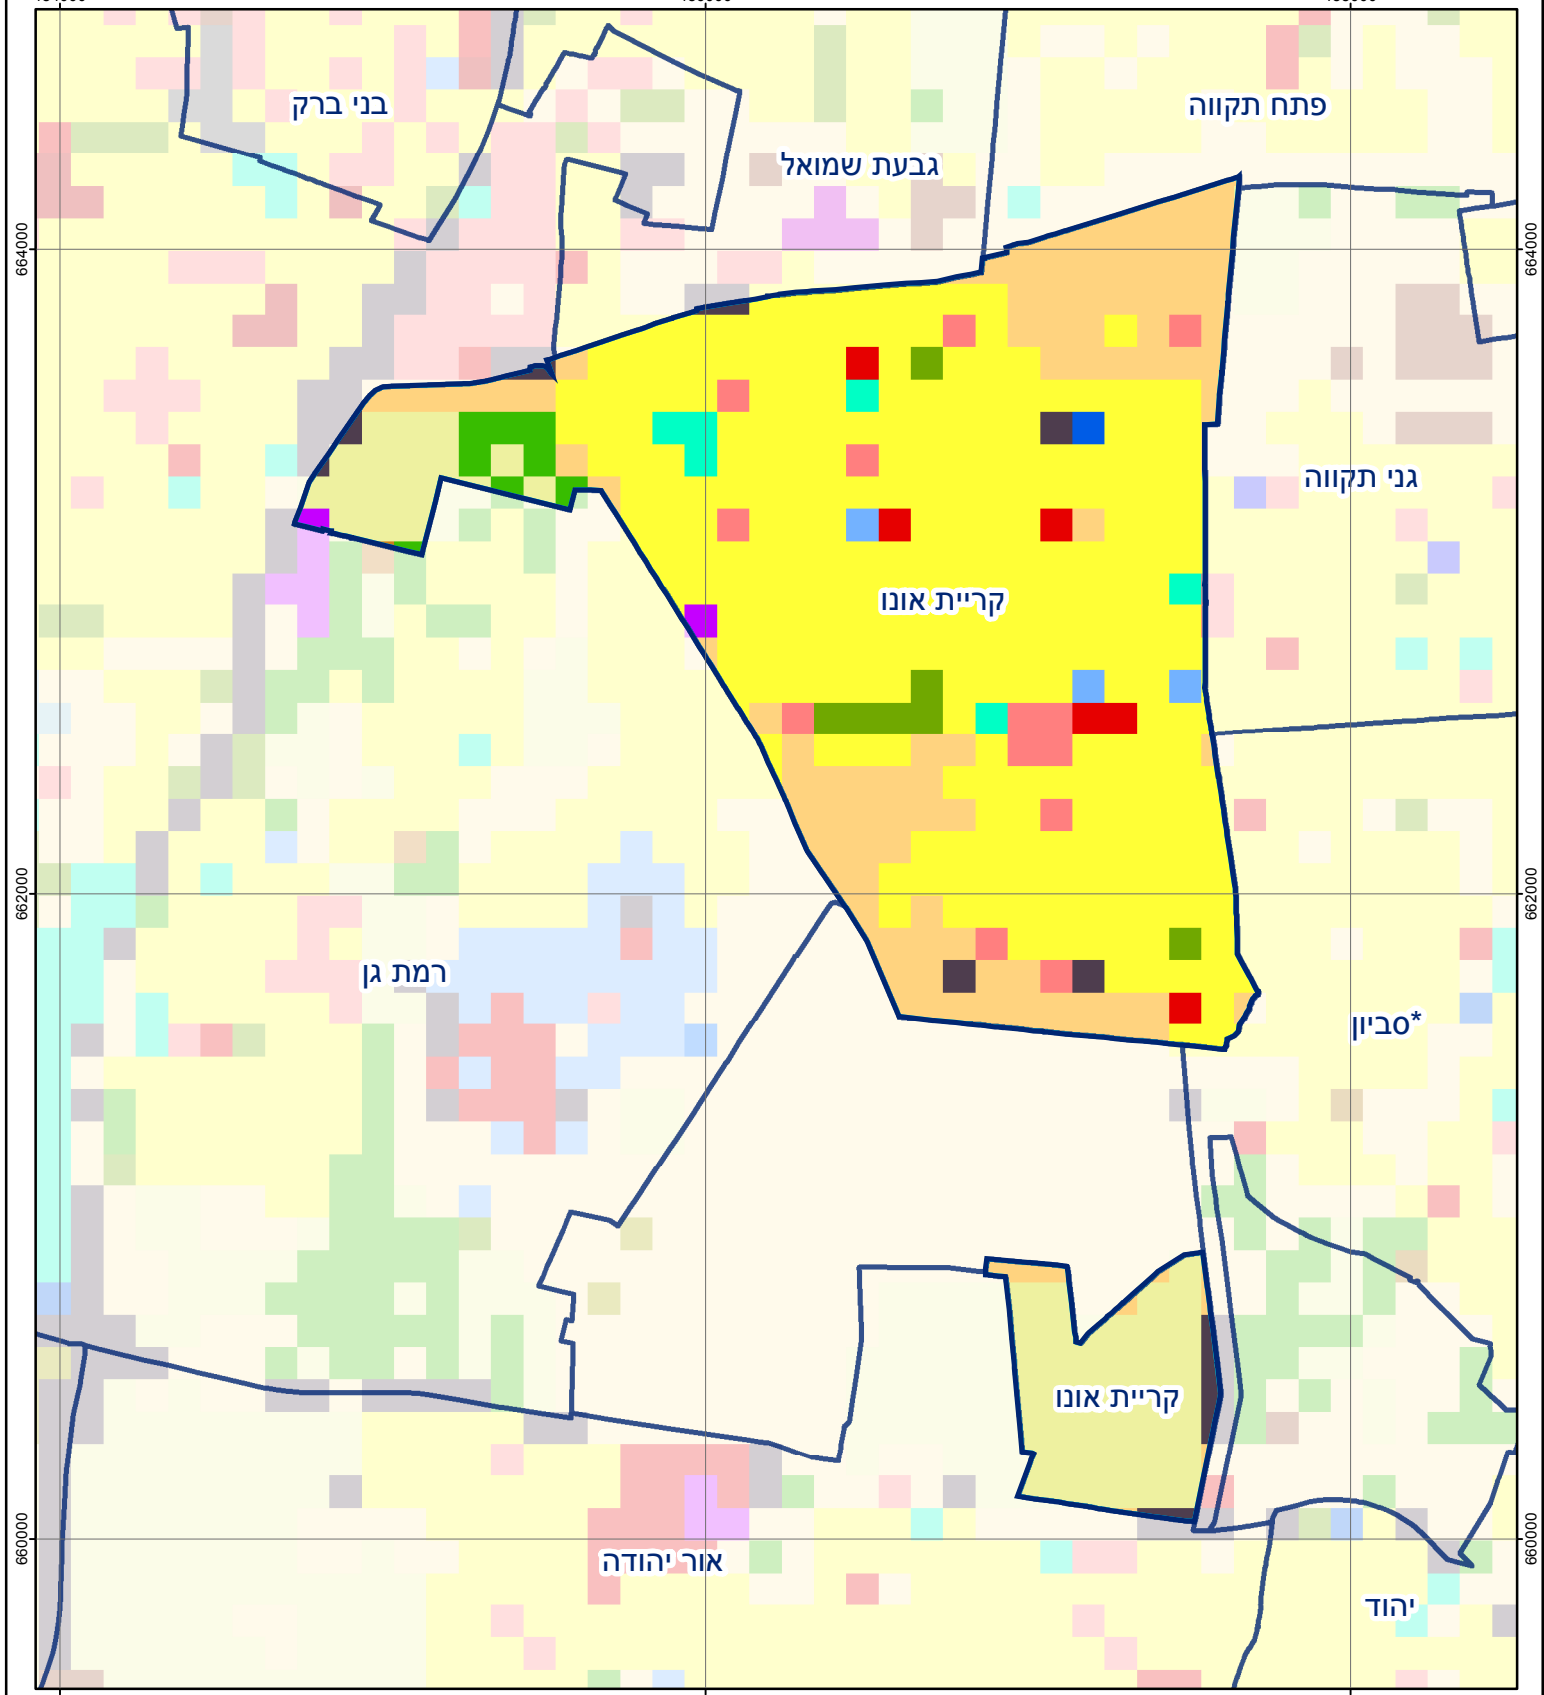 בני ברק
פתח תקווה
גבעת שמואל
664000
664000
גני תקווה
קריית אונו
662000
662000
רמת גן
סביון*
קריית אונו
660000
660000
אור יהודה
יהוד